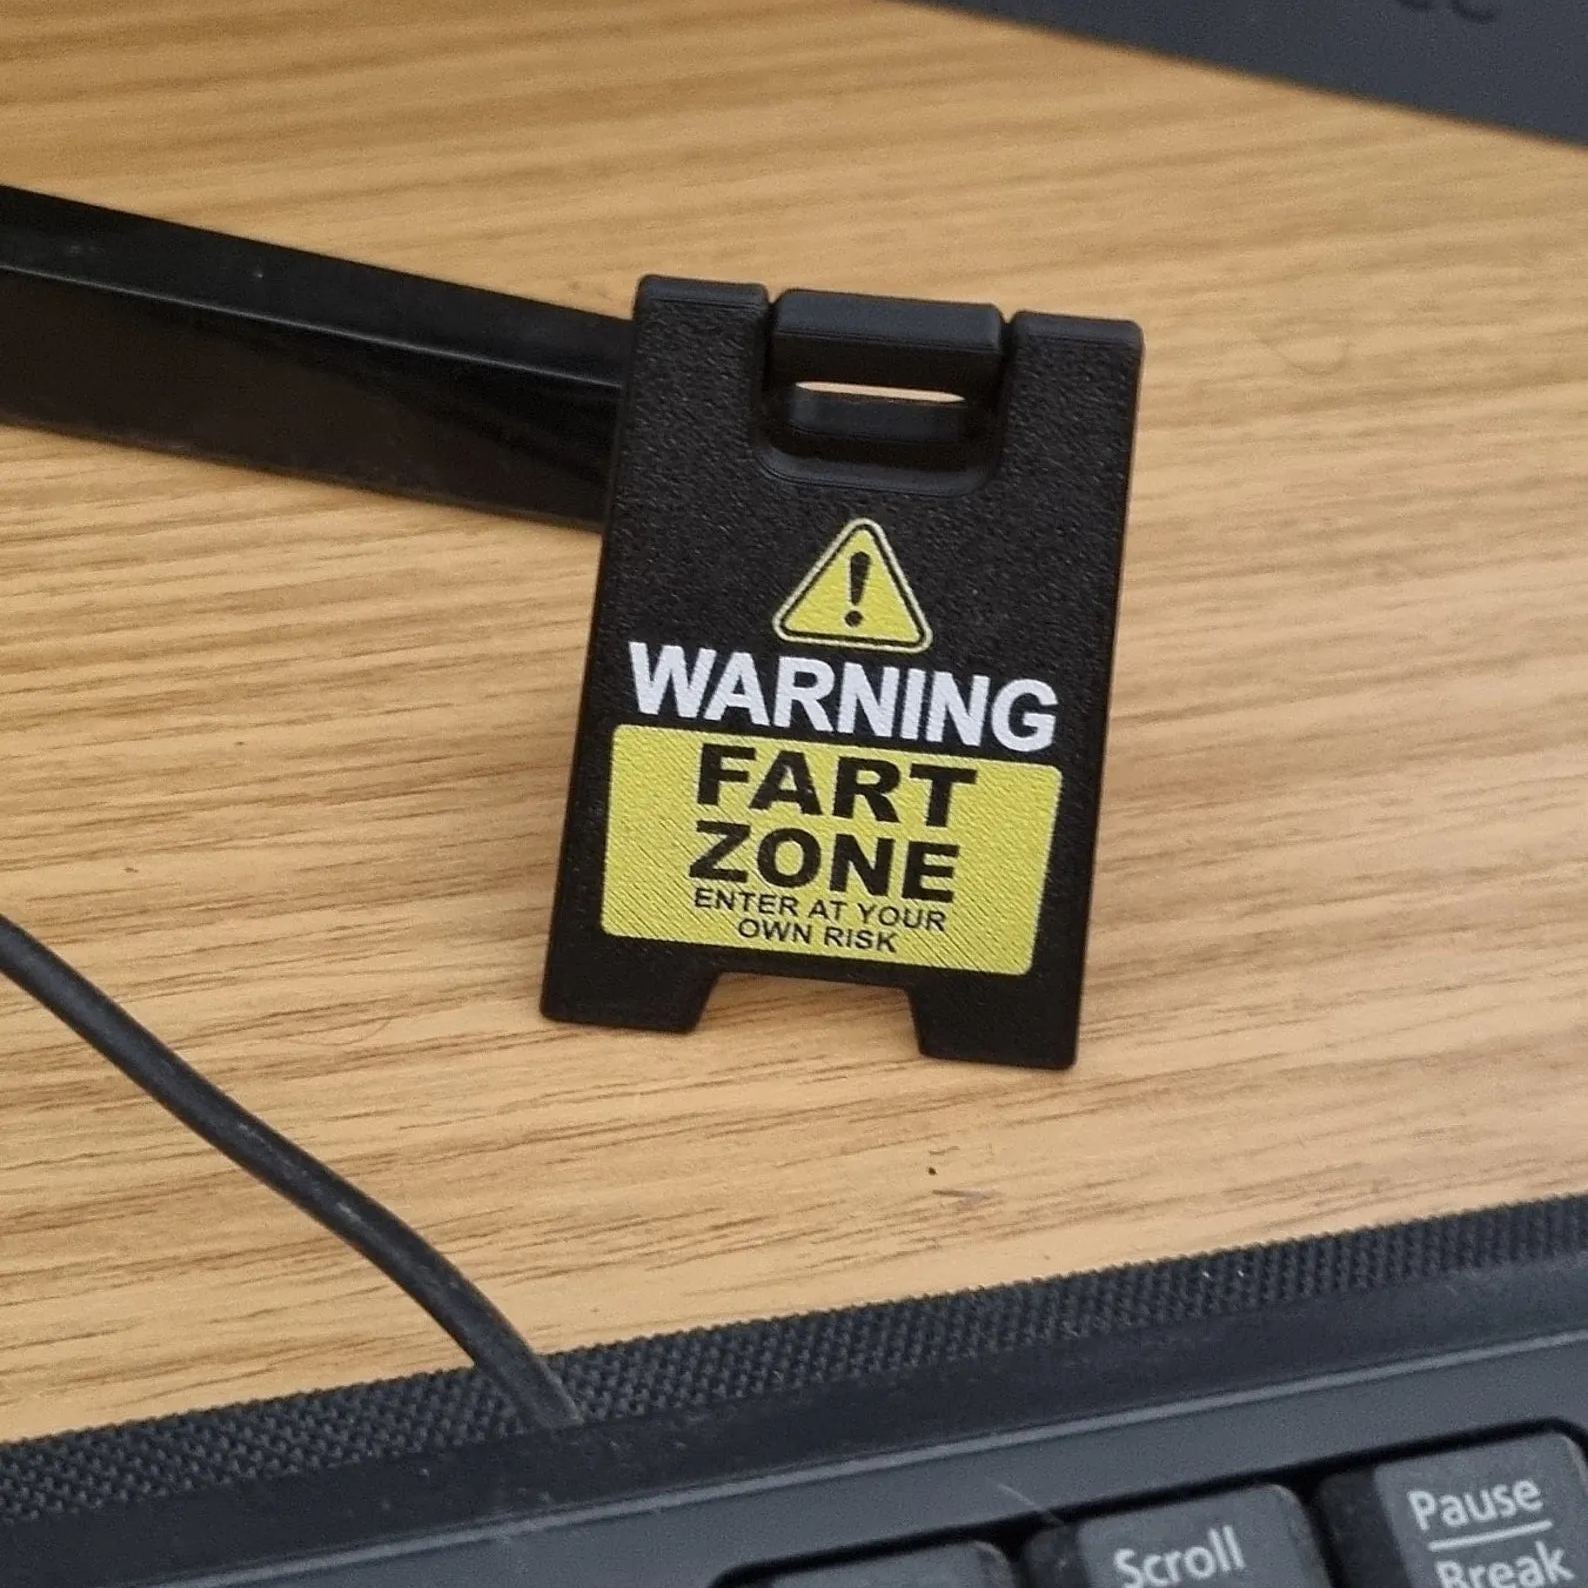 !
WARNING
FART
ZONE
ENTER AT YOUR
OWN RISK
Scroll
Pause
Break